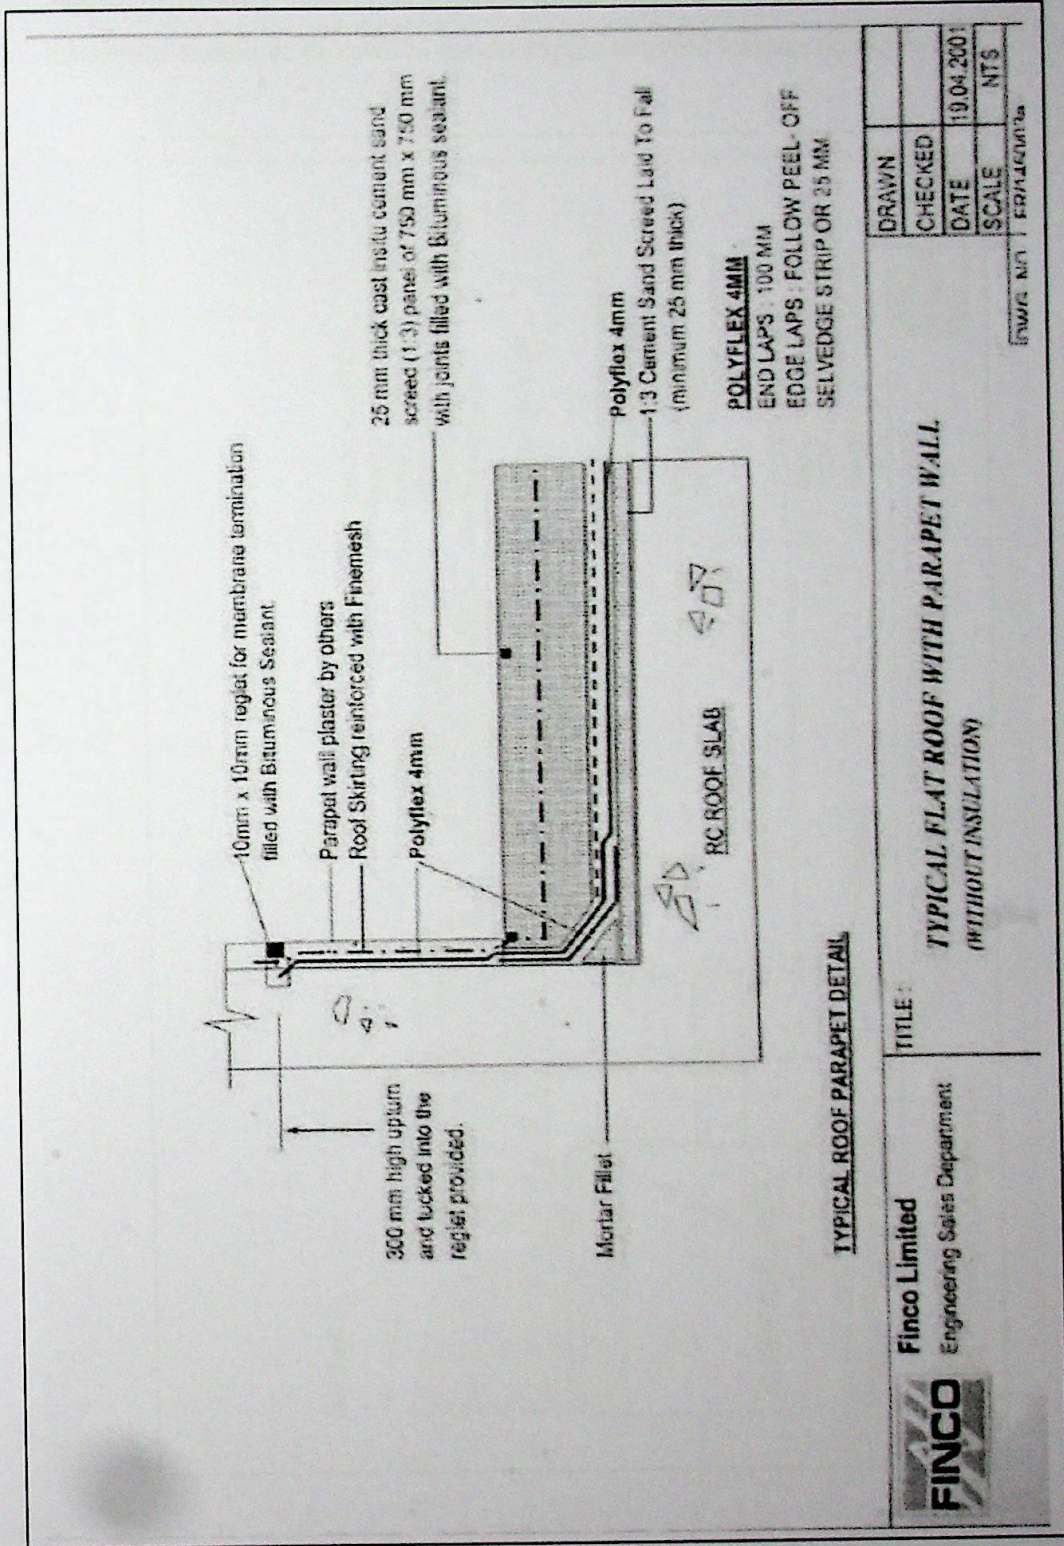 10mm x 10mm reglet for membrane termination
filled with Bituminous Sealant.
Parapet wall plaster by others
Roof Skirting reinforced with Finemesh
Polyflex 4mm
25 mm thick cast insitu cement sand
screed (1:3) panel of 750 mm x 750 mm
with joints filled with Bituminous sealant.
300 mm high upturn
and tucked into the
reglet provided.
Mortar Fillet
RC ROOF SLAB
Polyflex 4mm
1:3 Cement Sand Screed Laid To Fall
(minimum 25 mm thick)
POLYFLEX 4MM
END LAPS : 100 MM
EDGE LAPS : FOLLOW PEEL- OFF
SELVEDGE STRIP OR 25 MM
TYPICAL ROOF PARAPET DETAIL
FINCO
Finco Limited
Engineering Sales Department
TITLE :
TYPICAL FLAT ROOF WITH PARAPET WALL
(WITHOUT INSULATION)
DRAWN
CHECKED
DATE 19.04.2001
SCALE NTS
DWG NO